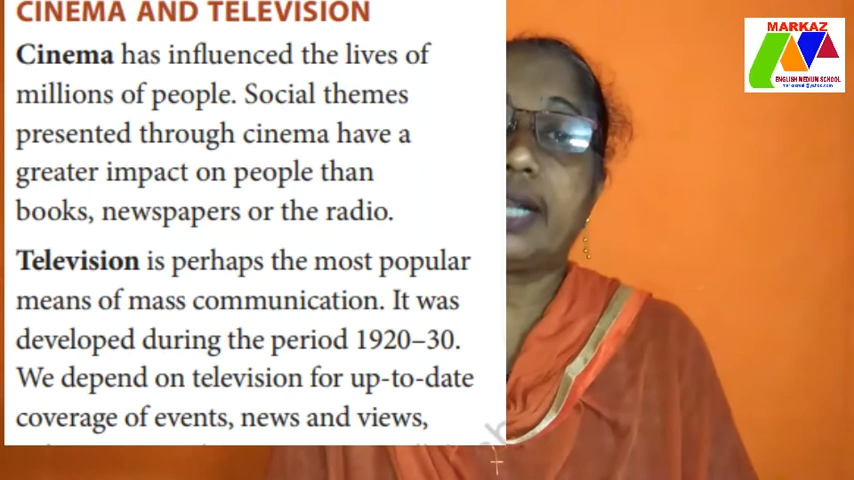 CINEMA AND TELEVISION
Cinema has influenced the lives of
millions of people. Social themes
presented through cinema have a
greater impact on people than
books, newspapers or the radio.
Television is perhaps the most popular
means of mass communication. It was
developed during the period 1920–30.
We depend on television for up-to-date
coverage of events, news and views,
MARKAZ
ENGLISH MEDIUM SCHOOL